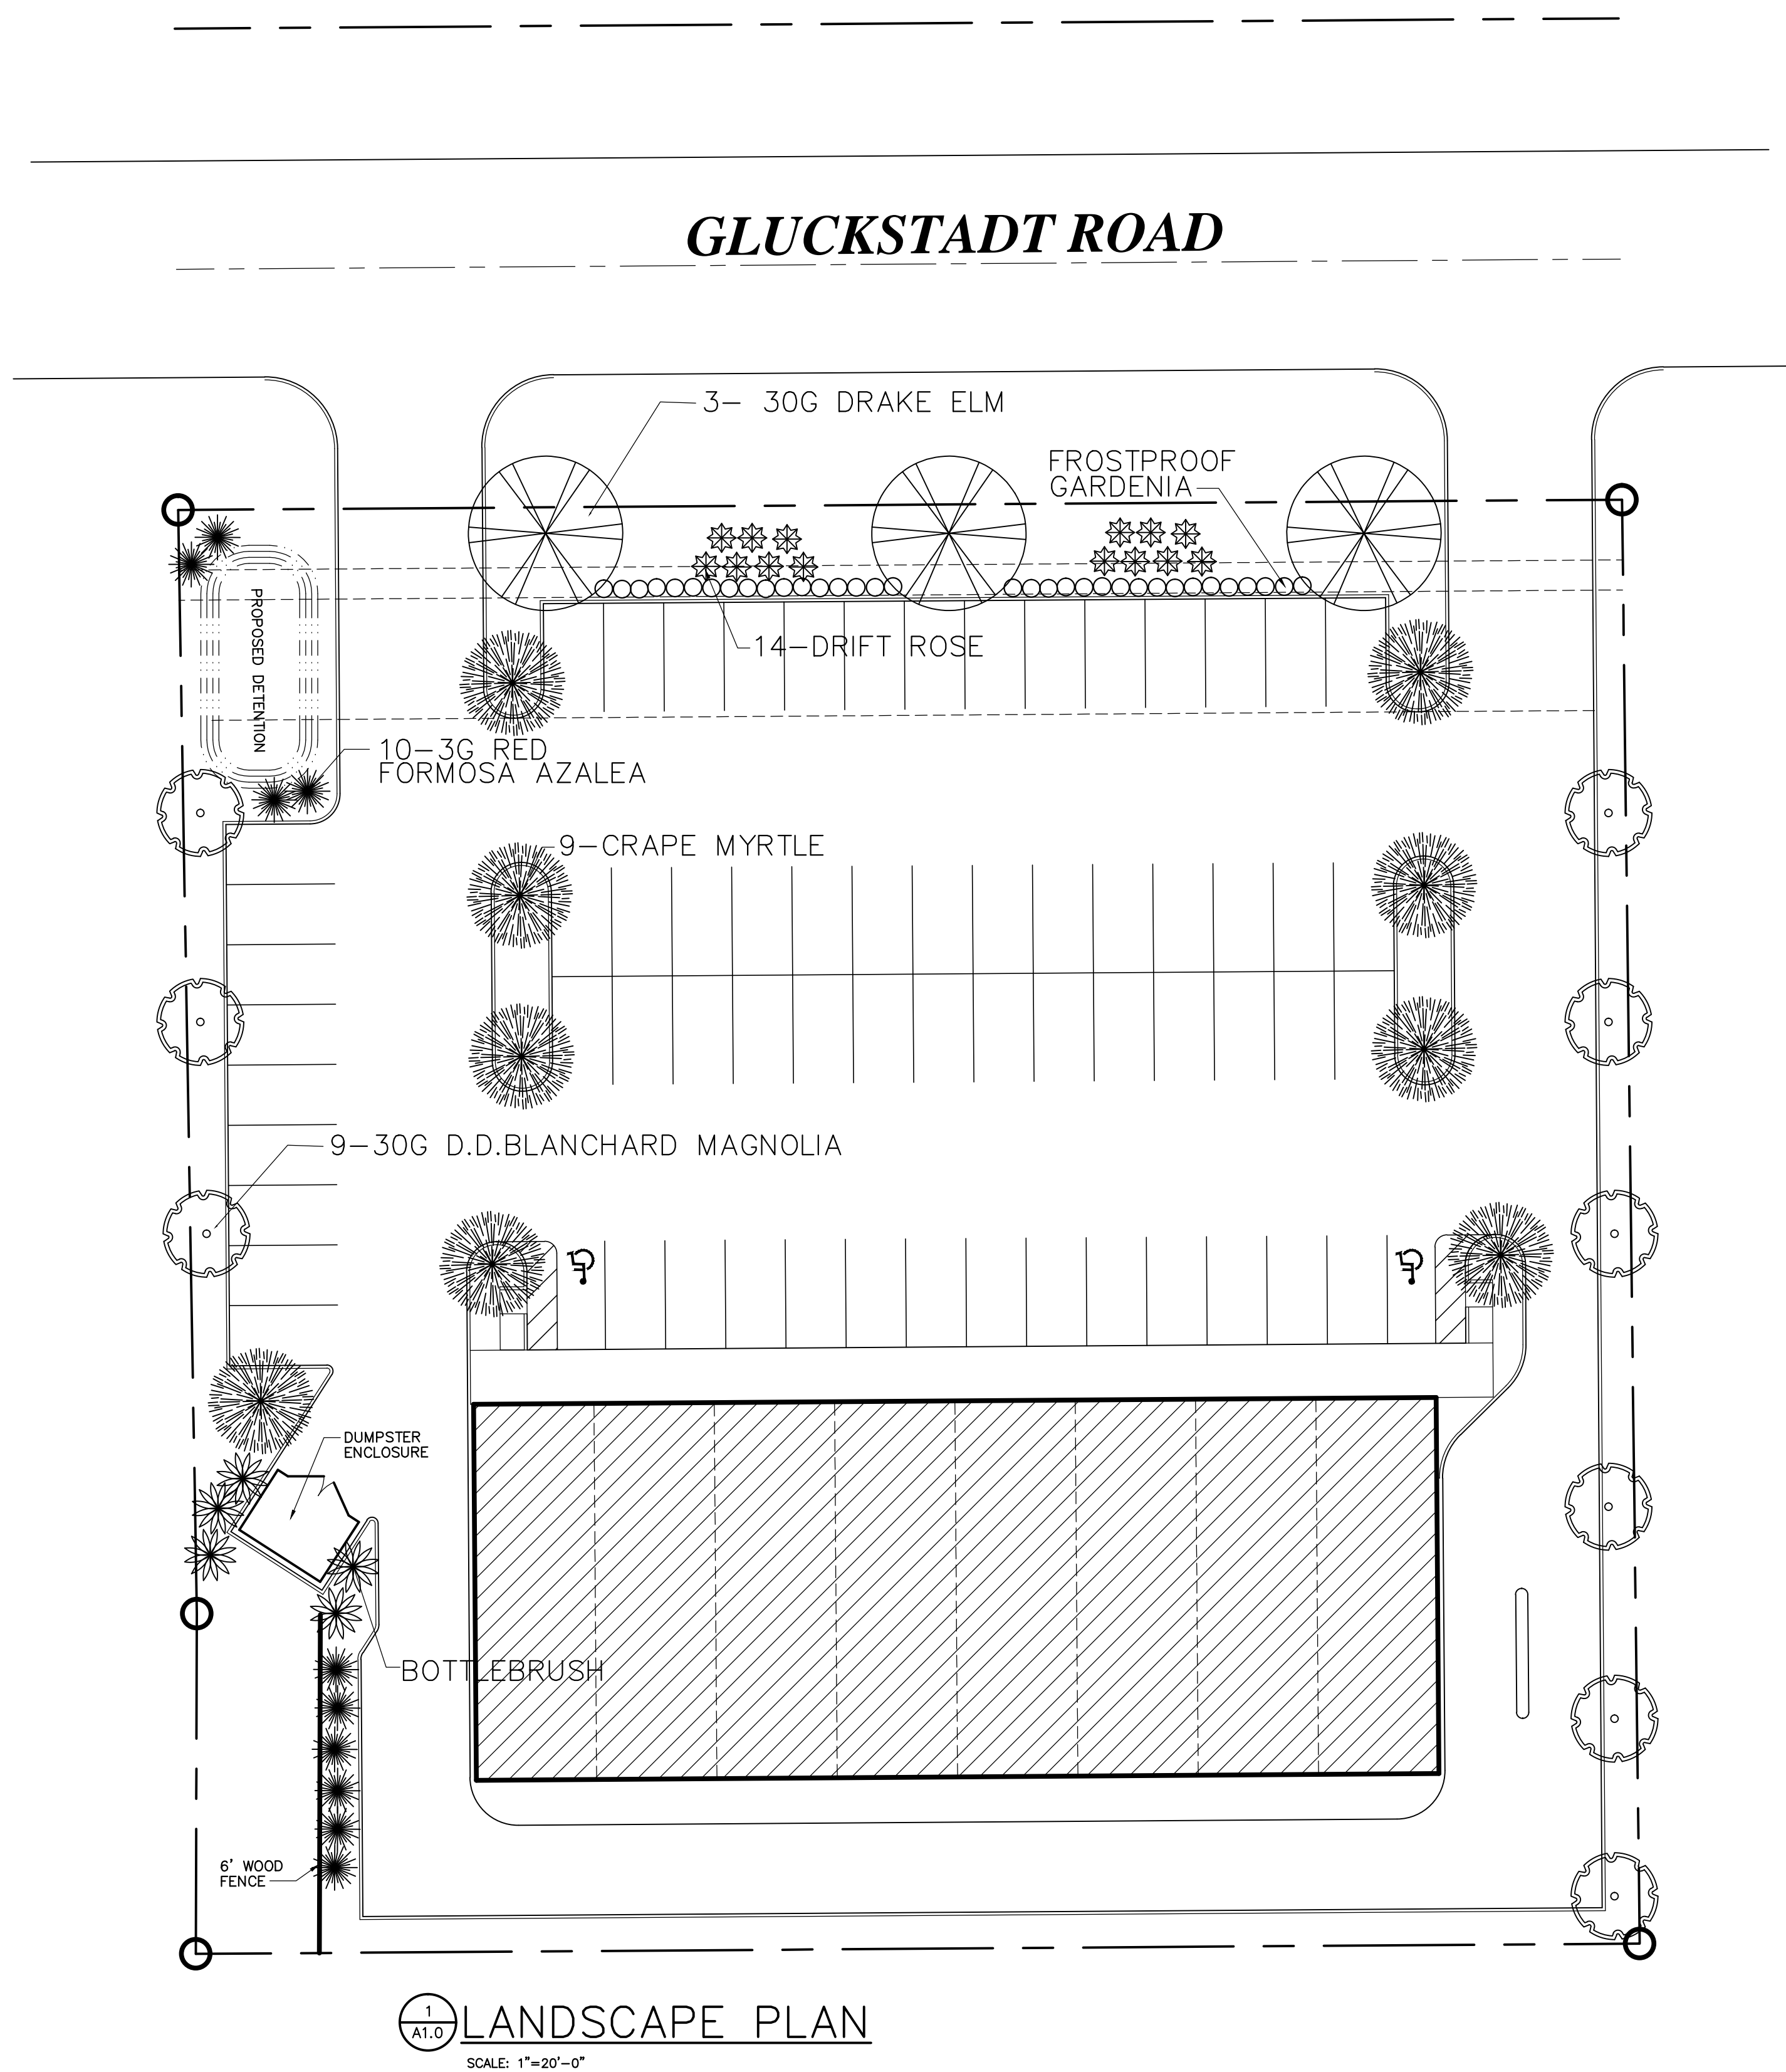 GLUCKSTADT ROAD
3- 30G DRAKE ELM
FROSTPROOF
GARDENIA
14-DRIFT ROSE
PROPOSED DETENTION
10-3G RED
FORMOSA AZALEA
9-CRAPE MYRTLE
9-30G D.D.BLANCHARD MAGNOLIA
DUMPSTER
ENCLOSURE
BOTTLEBRUSH
6' WOOD
FENCE
1
A1.0
LANDSCAPE PLAN
SCALE: 1"=20'-0"